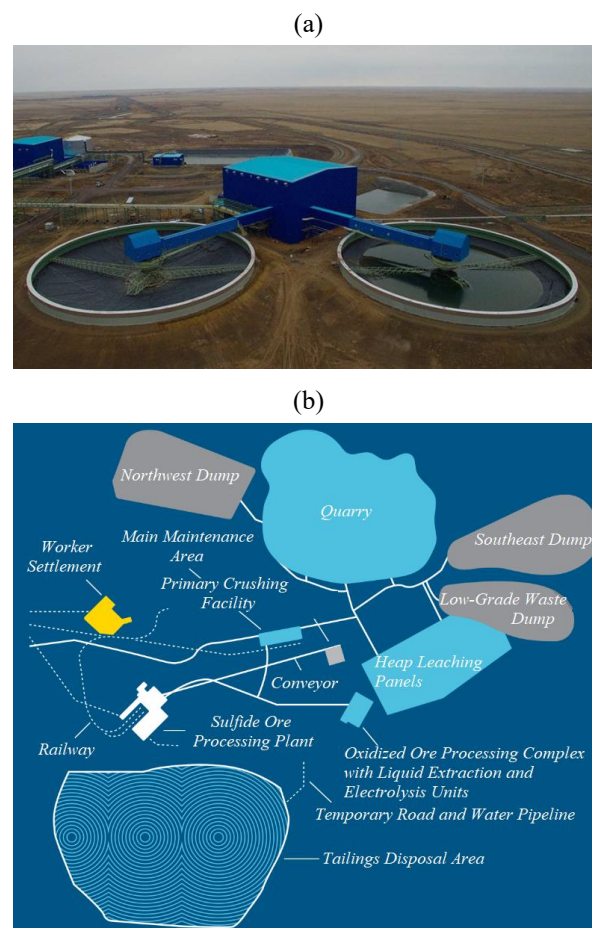 (a)
(b)
Northwest Dump
Quarry
Southeast Dump
Main Maintenance
Area
Worker
Settlement
Primary Crushing
Facility
Low-Grade Waste
Dump
Heap Leaching
Panels
Conveyor
Sulfide Ore
Processing Plant
Railway
Oxidized Ore Processing Complex
with Liquid Extraction and
Electrolysis Units
Temporary Road and Water Pipeline
Tailings Disposal Area